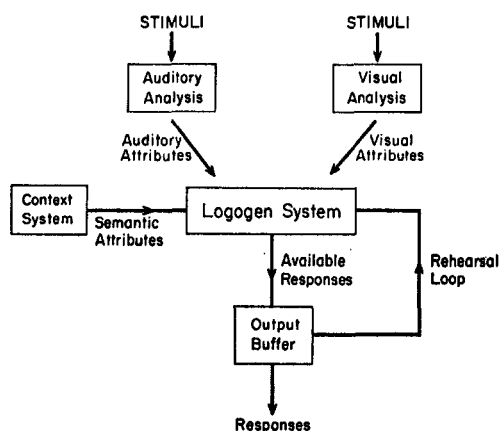 STIMULI
STIMULI
Auditory
Analysis
Visual
Analysis
Auditory
Attributes
Visual
Attributes
Context
System
Semantic
Attributes
Logogen System
Available
Responses
Rehearsal
Loop
Output
Buffer
Responses